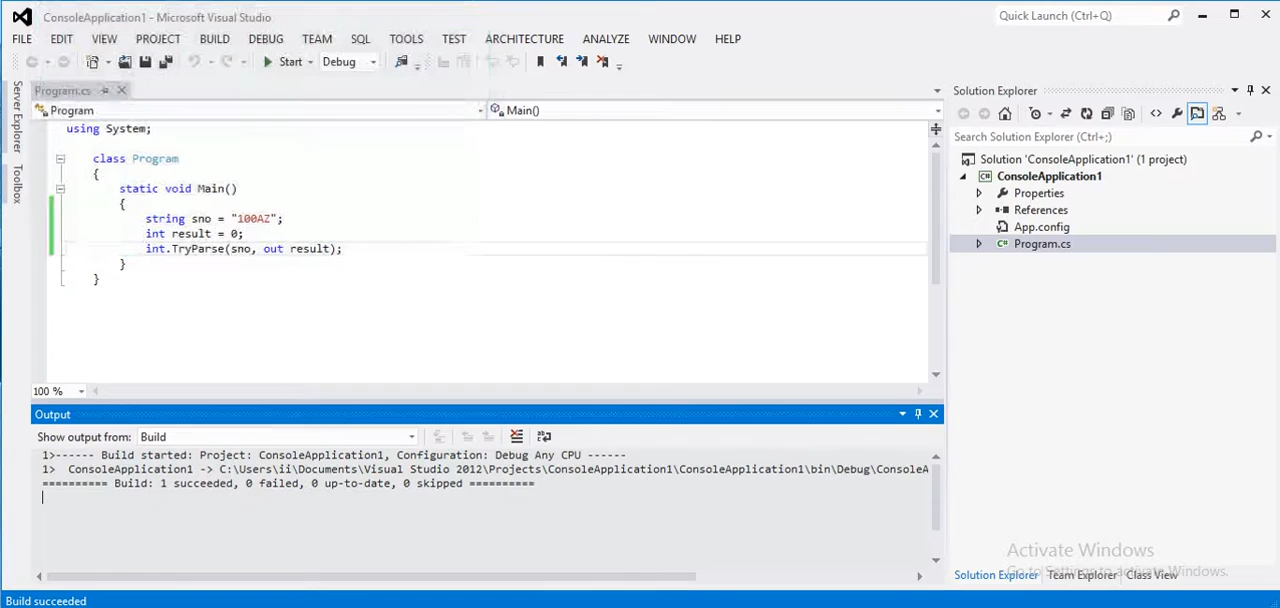 ConsoleApplication1 - Microsoft Visual Studio
Quick Launch (Ctrl+Q)
FILE EDIT VIEW PROJECT BUILD DEBUG TEAM SQL TOOLS TEST ARCHITECTURE ANALYZE WINDOW HELP
Start Debug
Server Explorer
Toolbox
Program.cs
Program Main()
using System;
class Program
{
static void Main()
{
string sno = "100AZ";
int result = 0;
int.TryParse(sno, out result);
}
}
100 %
Output
Show output from: Build
1>------ Build started: Project: ConsoleApplication1, Configuration: Debug Any CPU ------
1>  ConsoleApplication1 -> C:\Users\ii\Documents\Visual Studio 2012\Projects\ConsoleApplication1\ConsoleApplication1\bin\Debug\ConsoleA
========== Build: 1 succeeded, 0 failed, 0 up-to-date, 0 skipped ==========
Solution Explorer
Search Solution Explorer (Ctrl+;)
Solution 'ConsoleApplication1' (1 project)
ConsoleApplication1
Properties
References
App.config
C# Program.cs
Activate Windows
Go to Settings to activate Windows.
Solution Explorer Team Explorer Class View
Build succeeded